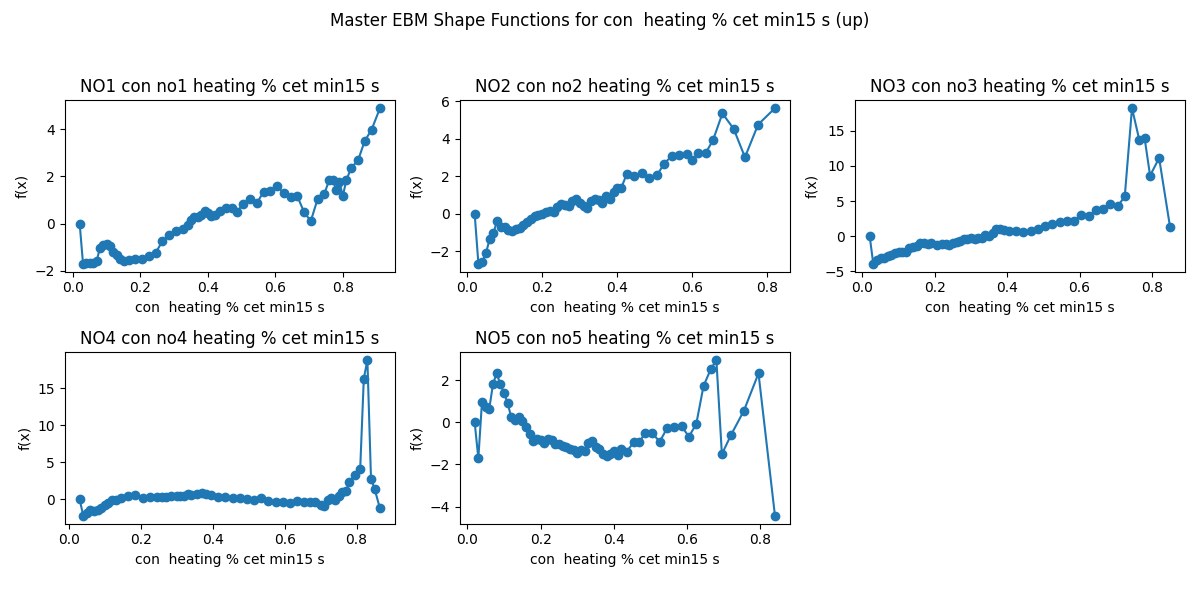 Master EBM Shape Functions for con  heating % cet min15 s (up)
NO1 con no1 heating % cet min15 s
f(x)
4
2
0
−2
0.0 0.2 0.4 0.6 0.8
con  heating % cet min15 s
NO2 con no2 heating % cet min15 s
f(x)
6
4
2
0
−2
0.0 0.2 0.4 0.6 0.8
con  heating % cet min15 s
NO3 con no3 heating % cet min15 s
f(x)
15
10
5
0
−5
0.0 0.2 0.4 0.6 0.8
con  heating % cet min15 s
NO4 con no4 heating % cet min15 s
f(x)
15
10
5
0
0.0 0.2 0.4 0.6 0.8
con  heating % cet min15 s
NO5 con no5 heating % cet min15 s
f(x)
2
0
−2
−4
0.0 0.2 0.4 0.6 0.8
con  heating % cet min15 s